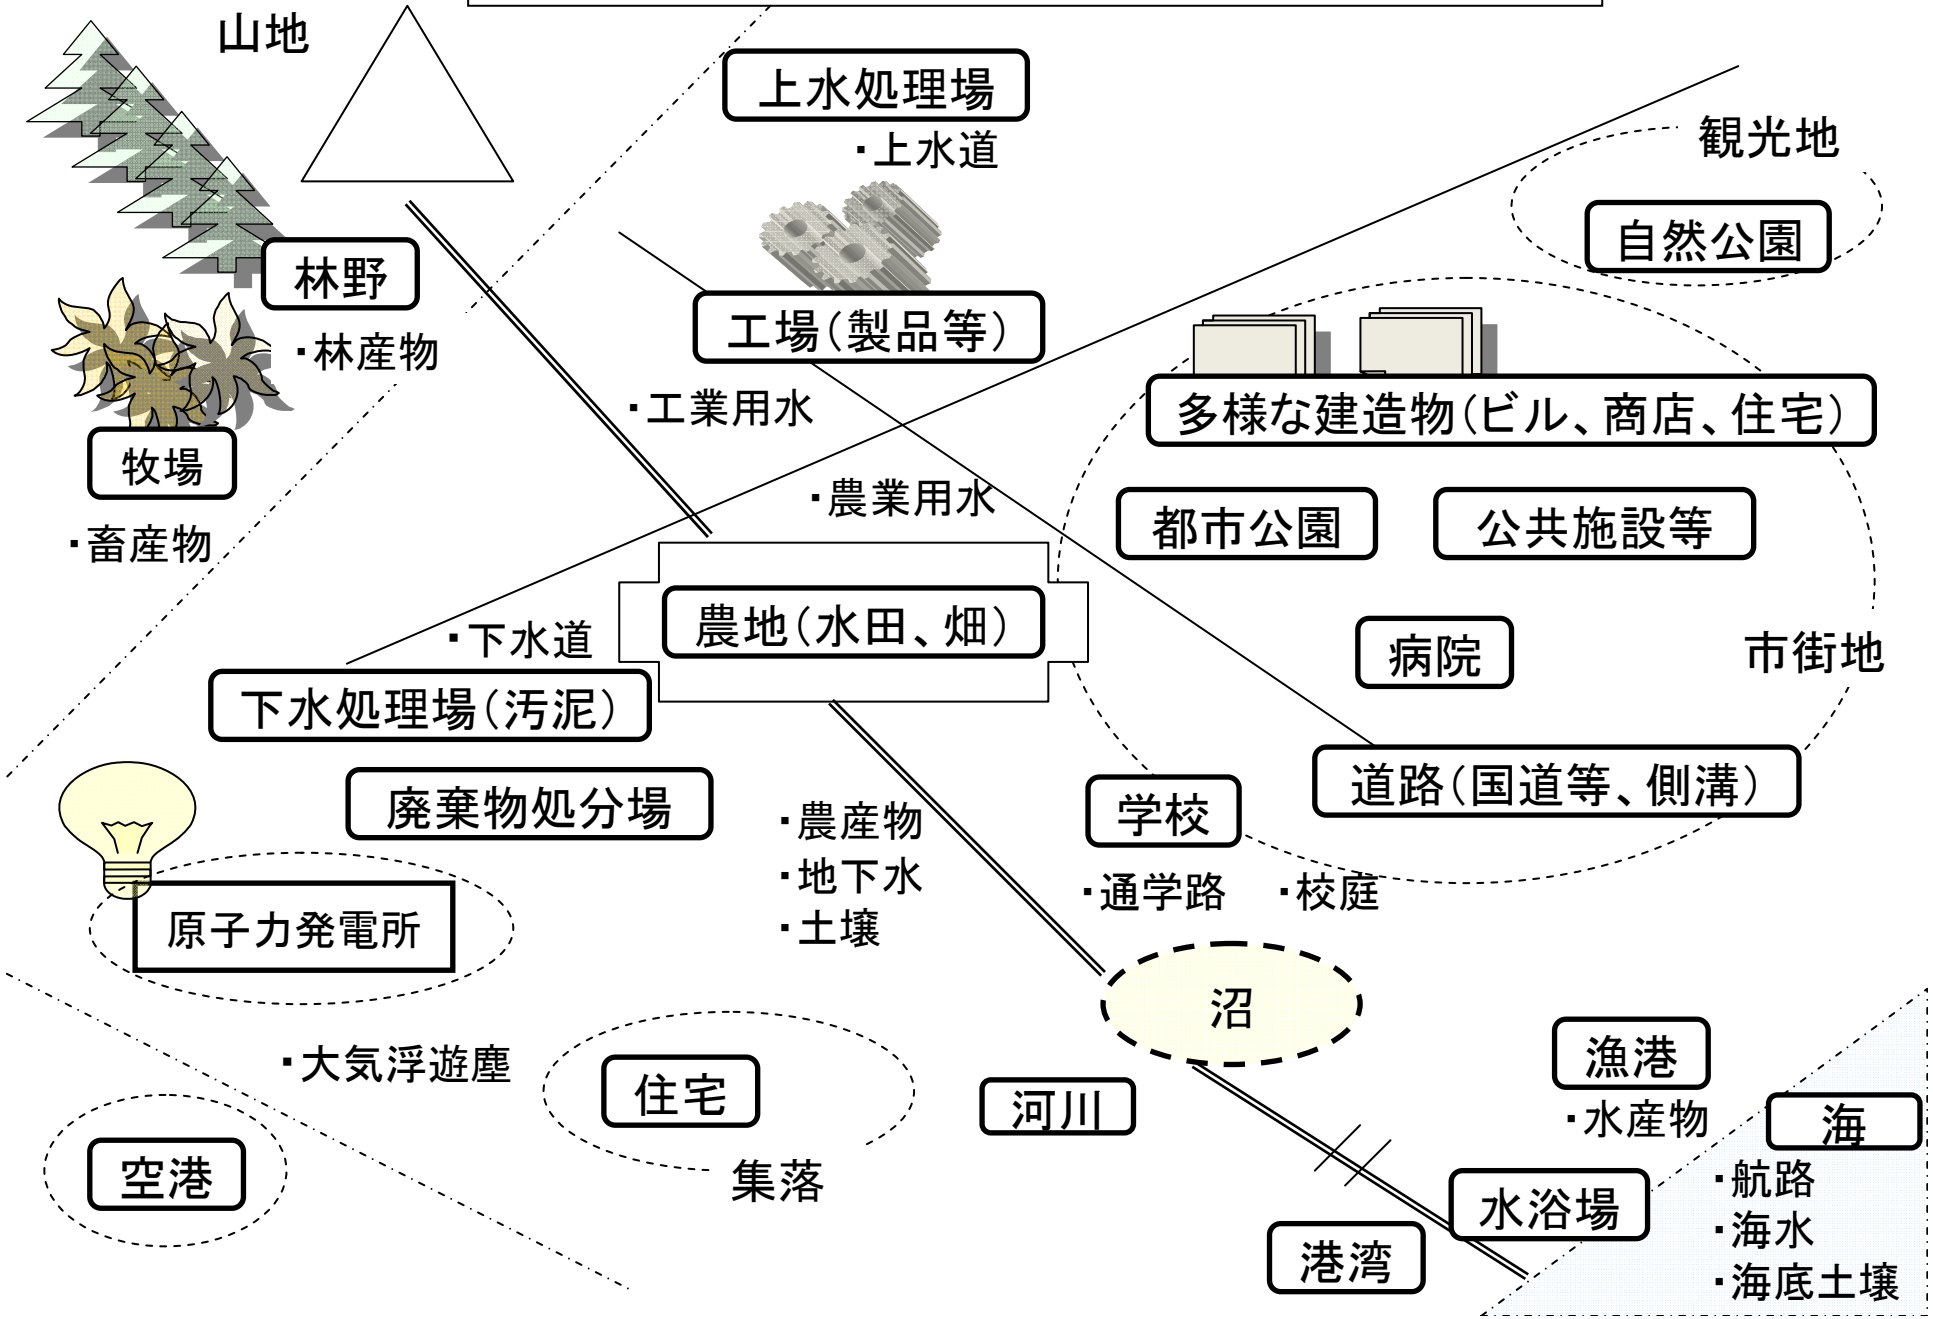 山地
上水処理場
・上水道
観光地
自然公園
林野
・林産物
工場(製品等)
・工業用水
多様な建造物(ビル、商店、住宅)
牧場
・畜産物
・農業用水
都市公園
公共施設等
農地(水田、畑)
・下水道
病院
市街地
下水処理場(汚泥)
廃棄物処分場
道路(国道等、側溝)
学校
・通学路
・校庭
・農産物
・地下水
・土壌
原子力発電所
沼
・大気浮遊塵
住宅
集落
河川
漁港
・水産物
海
・航路
・海水
・海底土壌
空港
水浴場
港湾